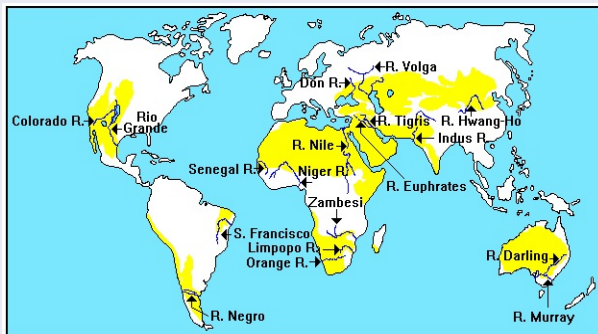 R. Volga
Don R.
Colorado R.
Rio
Grande
R. Tigris
R. Hwang-Ho
R. Nile
Indus R.
Senegal R.
Niger R.
R. Euphrates
Zambesi
S. Francisco
Limpopo R.
Orange R.
R. Darling
R. Negro
R. Murray